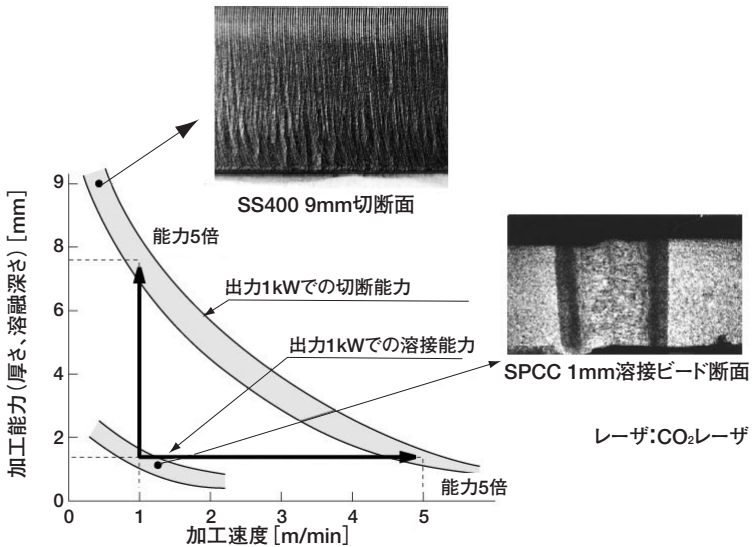 SS400 9mm切断面
能力5倍
出力1kWでの切断能力
出力1kWでの溶接能力
SPCC 1mm溶接ビード断面
レーザ:CO₂レーザ
能力5倍
加工能力(厚さ、溶融深さ)[mm]
9
8
6
4
2
0
0
1
2
3
4
5
加工速度[m/min]